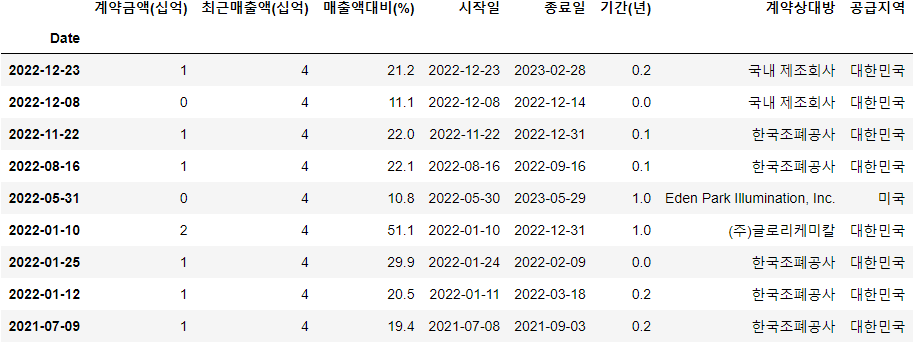 계약금액(십억) 최근매출액(십억) 매출액대비(%) 시작일 종료일 기간(년) 계약상대방 공급지역
Date
2022-12-23 1 4 21.2 2022-12-23 2023-02-28 0.2 국내 제조회사 대한민국
2022-12-08 0 4 11.1 2022-12-08 2022-12-14 0.0 국내 제조회사 대한민국
2022-11-22 1 4 22.0 2022-11-22 2022-12-31 0.1 한국조폐공사 대한민국
2022-08-16 1 4 22.1 2022-08-16 2022-09-16 0.1 한국조폐공사 대한민국
2022-05-31 0 4 10.8 2022-05-30 2023-05-29 1.0 Eden Park Illumination, Inc. 미국
2022-01-10 2 4 51.1 2022-01-10 2022-12-31 1.0 (주)글로리케미칼 대한민국
2022-01-25 1 4 29.9 2022-01-24 2022-02-09 0.0 한국조폐공사 대한민국
2022-01-12 1 4 20.5 2022-01-11 2022-03-18 0.2 한국조폐공사 대한민국
2021-07-09 1 4 19.4 2021-07-08 2021-09-03 0.2 한국조폐공사 대한민국